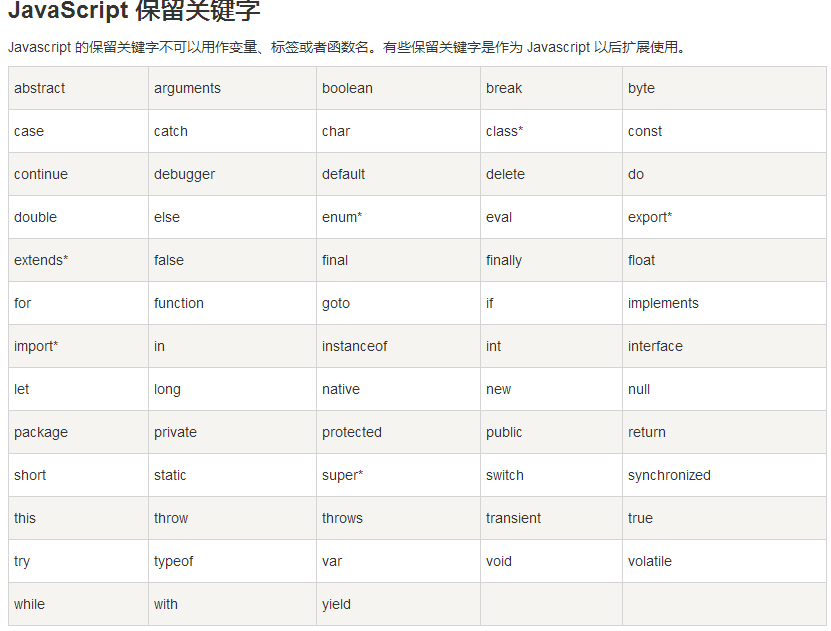 JavaScript 保留关键字
Javascript 的保留关键字不可以用作变量、标签或者函数名。有些保留关键字是作为 Javascript 以后扩展使用。
abstract arguments boolean break byte
case catch char class* const
continue debugger default delete do
double else enum* eval export*
extends* false final finally float
for function goto if implements
import* in instanceof int interface
let long native new null
package private protected public return
short static super* switch synchronized
this throw throws transient true
try typeof var void volatile
while with yield